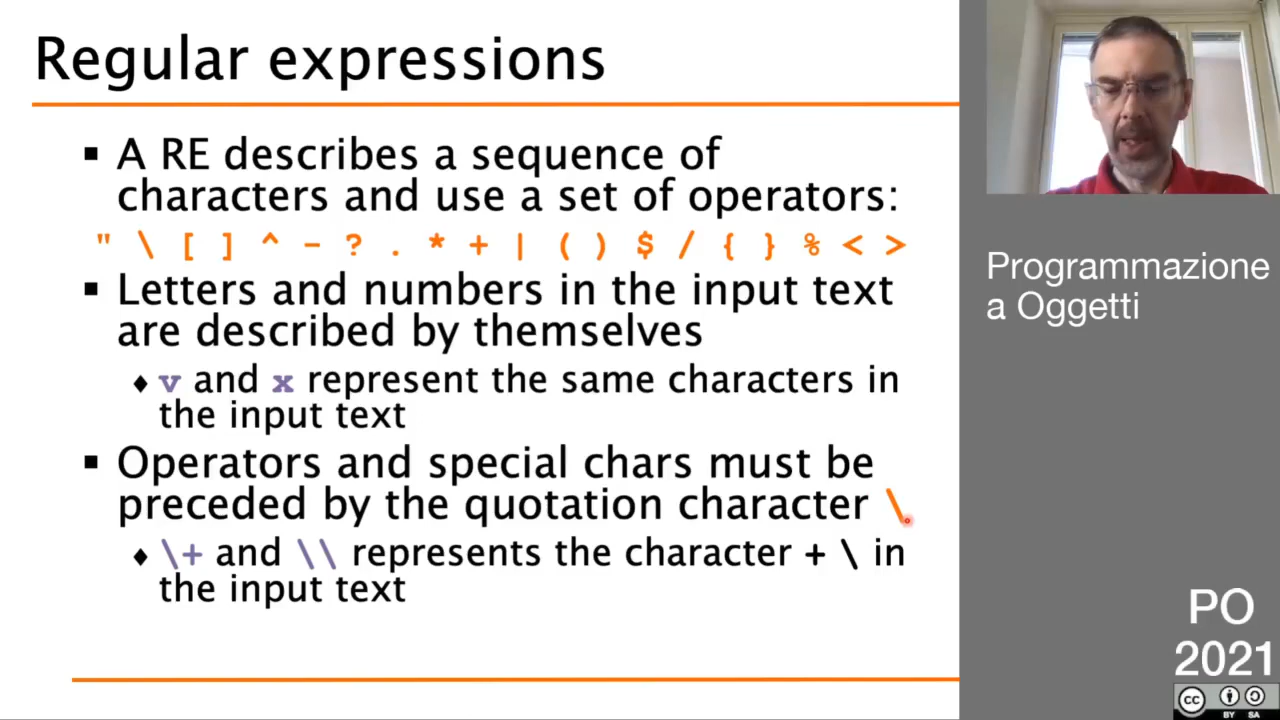 Regular expressions
▪ A RE describes a sequence of
characters and use a set of operators:
" \ [ ] ^ - ? . * + | ( ) $ / { } % < >
▪ Letters and numbers in the input text
are described by themselves
♦ v and x represent the same characters in
the input text
▪ Operators and special chars must be
preceded by the quotation character \
♦ \+ and \\ represents the character + \ in
the input text
Programmazione
a Oggetti
PO
2021
CC BY SA